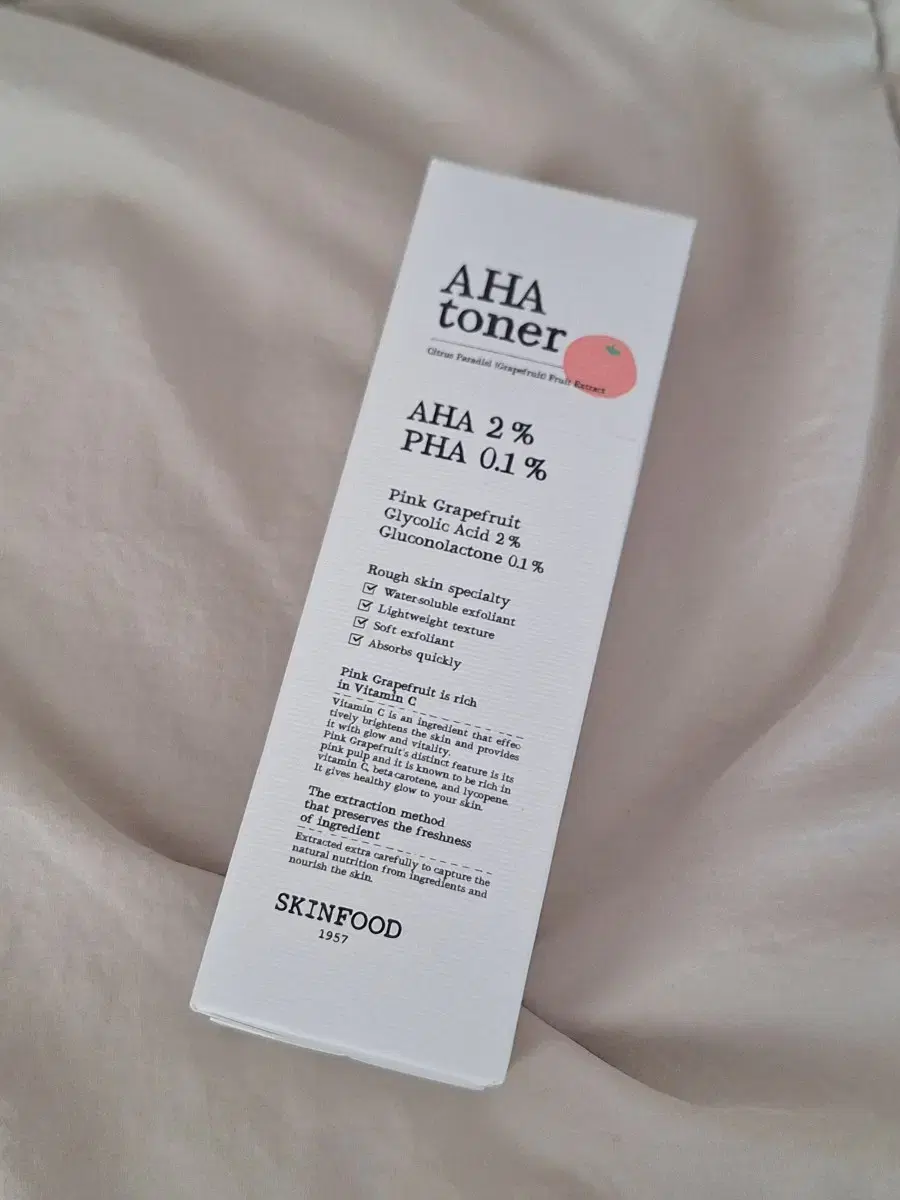 AHA
toner
Citrus Paradisi (Grapefruit) Fruit Extract
AHA 2%
PHA 0.1%
Pink Grapefruit
Glycolic Acid 2%
Gluconolactone 0.1%
Rough skin specialty
Water-soluble exfoliant
Lightweight texture
Soft exfoliant
Absorbs quickly
Pink Grapefruit is rich
in Vitamin C
Vitamin C is an ingredient that effec
tively brightens the skin and provides
it with glow and vitality.
Pink Grapefruit's distinct feature is its
pink pulp and it is known to be rich in
vitamin C, beta carotene, and lycopene.
It gives healthy glow to your skin.
The extraction method
that preserves the freshness
of ingredient
Extracted extra carefully to capture the
natural nutrition from ingredients and
nourish the skin.
SKINFOOD
1957